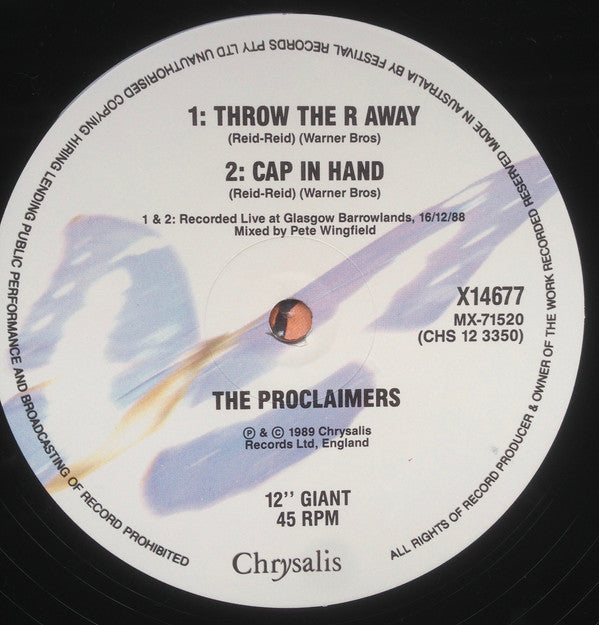 1: THROW THE R AWAY
(Reid-Reid) (Warner Bros)
2: CAP IN HAND
(Reid-Reid) (Warner Bros)
1 & 2: Recorded Live at Glasgow Barrowlands, 16/12/88
Mixed by Pete Wingfield
X14677
MX-71520
(CHS 12 3350)
THE PROCLAIMERS
Ⓟ & © 1989 Chrysalis
Records Ltd, England
12'' GIANT
45 RPM
Chrysalis
ALL RIGHTS OF RECORD PRODUCER & OWNER OF THE WORK RECORDED RESERVED MADE IN AUSTRALIA BY FESTIVAL RECORDS PTY LTD UNAUTHORISED COPYING HIRING LENDING PUBLIC PERFORMANCE AND BROADCASTING OF RECORD PROHIBITED